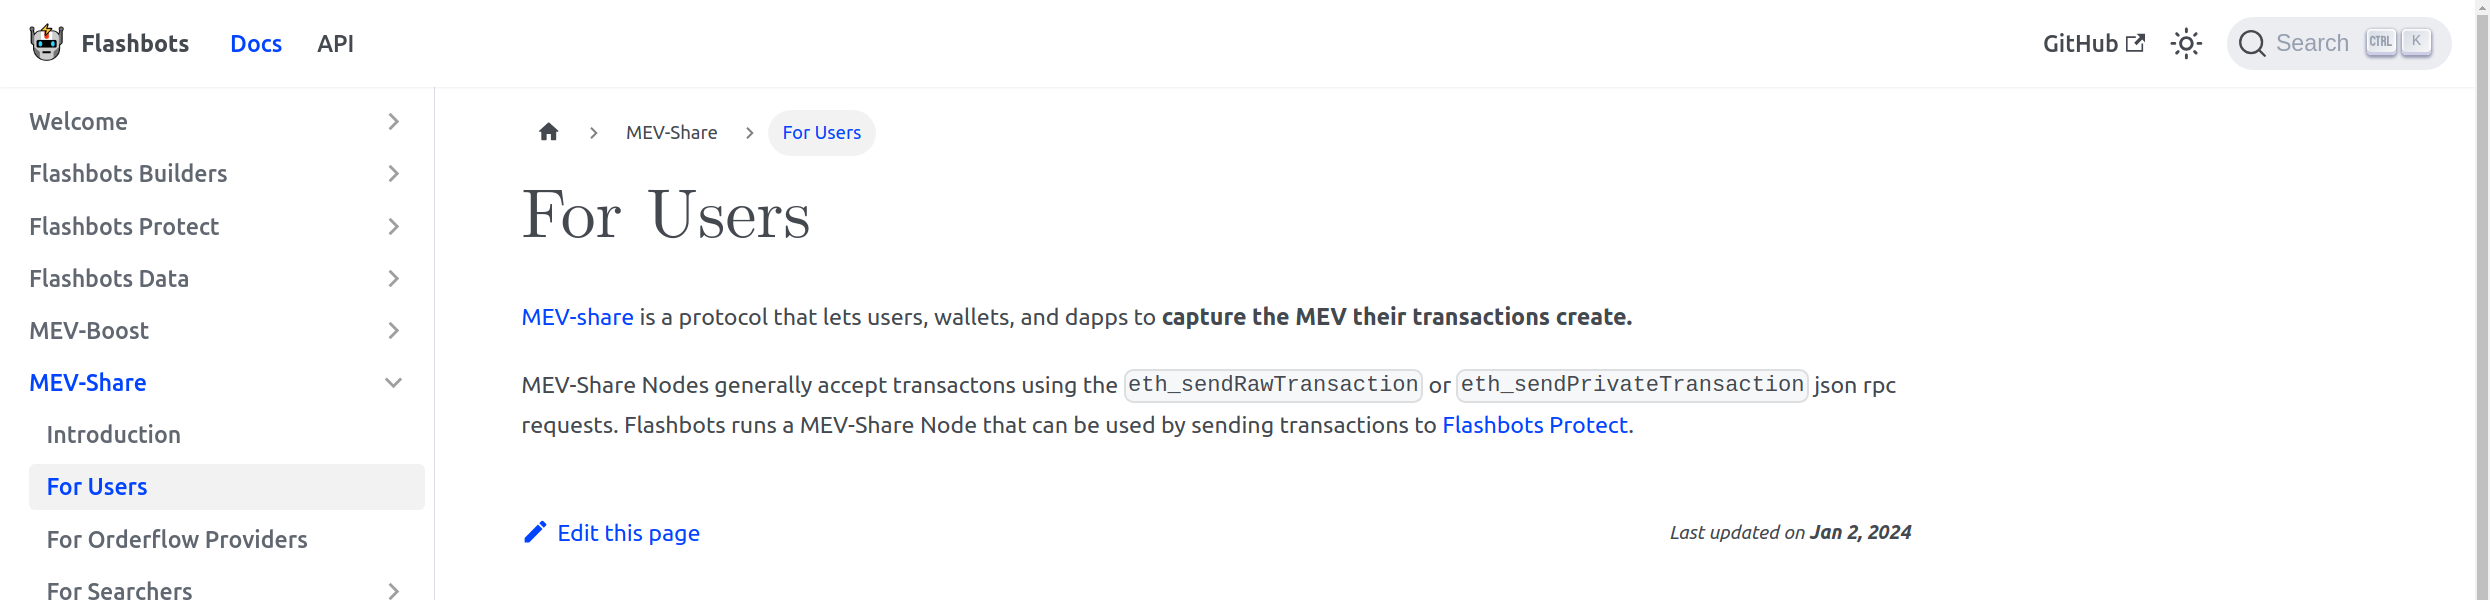 Flashbots Docs API GitHub Search CTRL K
Welcome
Flashbots Builders
Flashbots Protect
Flashbots Data
MEV-Boost
MEV-Share
Introduction
For Users
For Orderflow Providers
For Searchers
MEV-Share For Users
For Users
MEV-share is a protocol that lets users, wallets, and dapps to capture the MEV their transactions create.
MEV-Share Nodes generally accept transactons using the eth_sendRawTransaction or eth_sendPrivateTransaction json rpc
requests. Flashbots runs a MEV-Share Node that can be used by sending transactions to Flashbots Protect.
Edit this page
Last updated on Jan 2, 2024